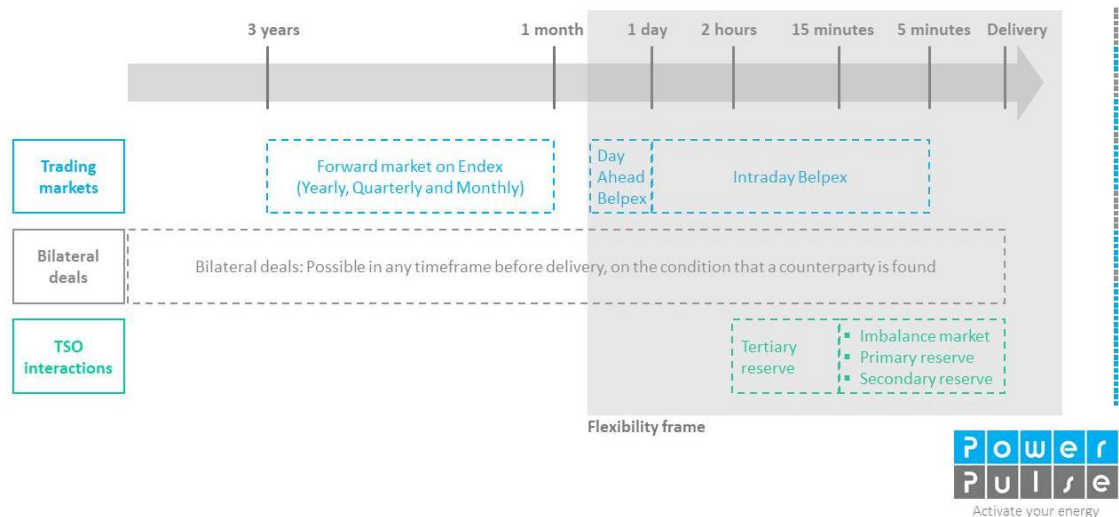 3 years
1 month
1 day
2 hours
15 minutes
5 minutes
Delivery
Trading
markets
Forward market on Endex
(Yearly, Quarterly and Monthly)
Day
Ahead
Belpex
Intraday Belpex
Bilateral
deals
Bilateral deals: Possible in any timeframe before delivery, on the condition that a counterparty is found
TSO
interactions
Tertiary
reserve
▪ Imbalance market
▪ Primary reserve
▪ Secondary reserve
Flexibility frame
Power
Pulse
Activate your energy